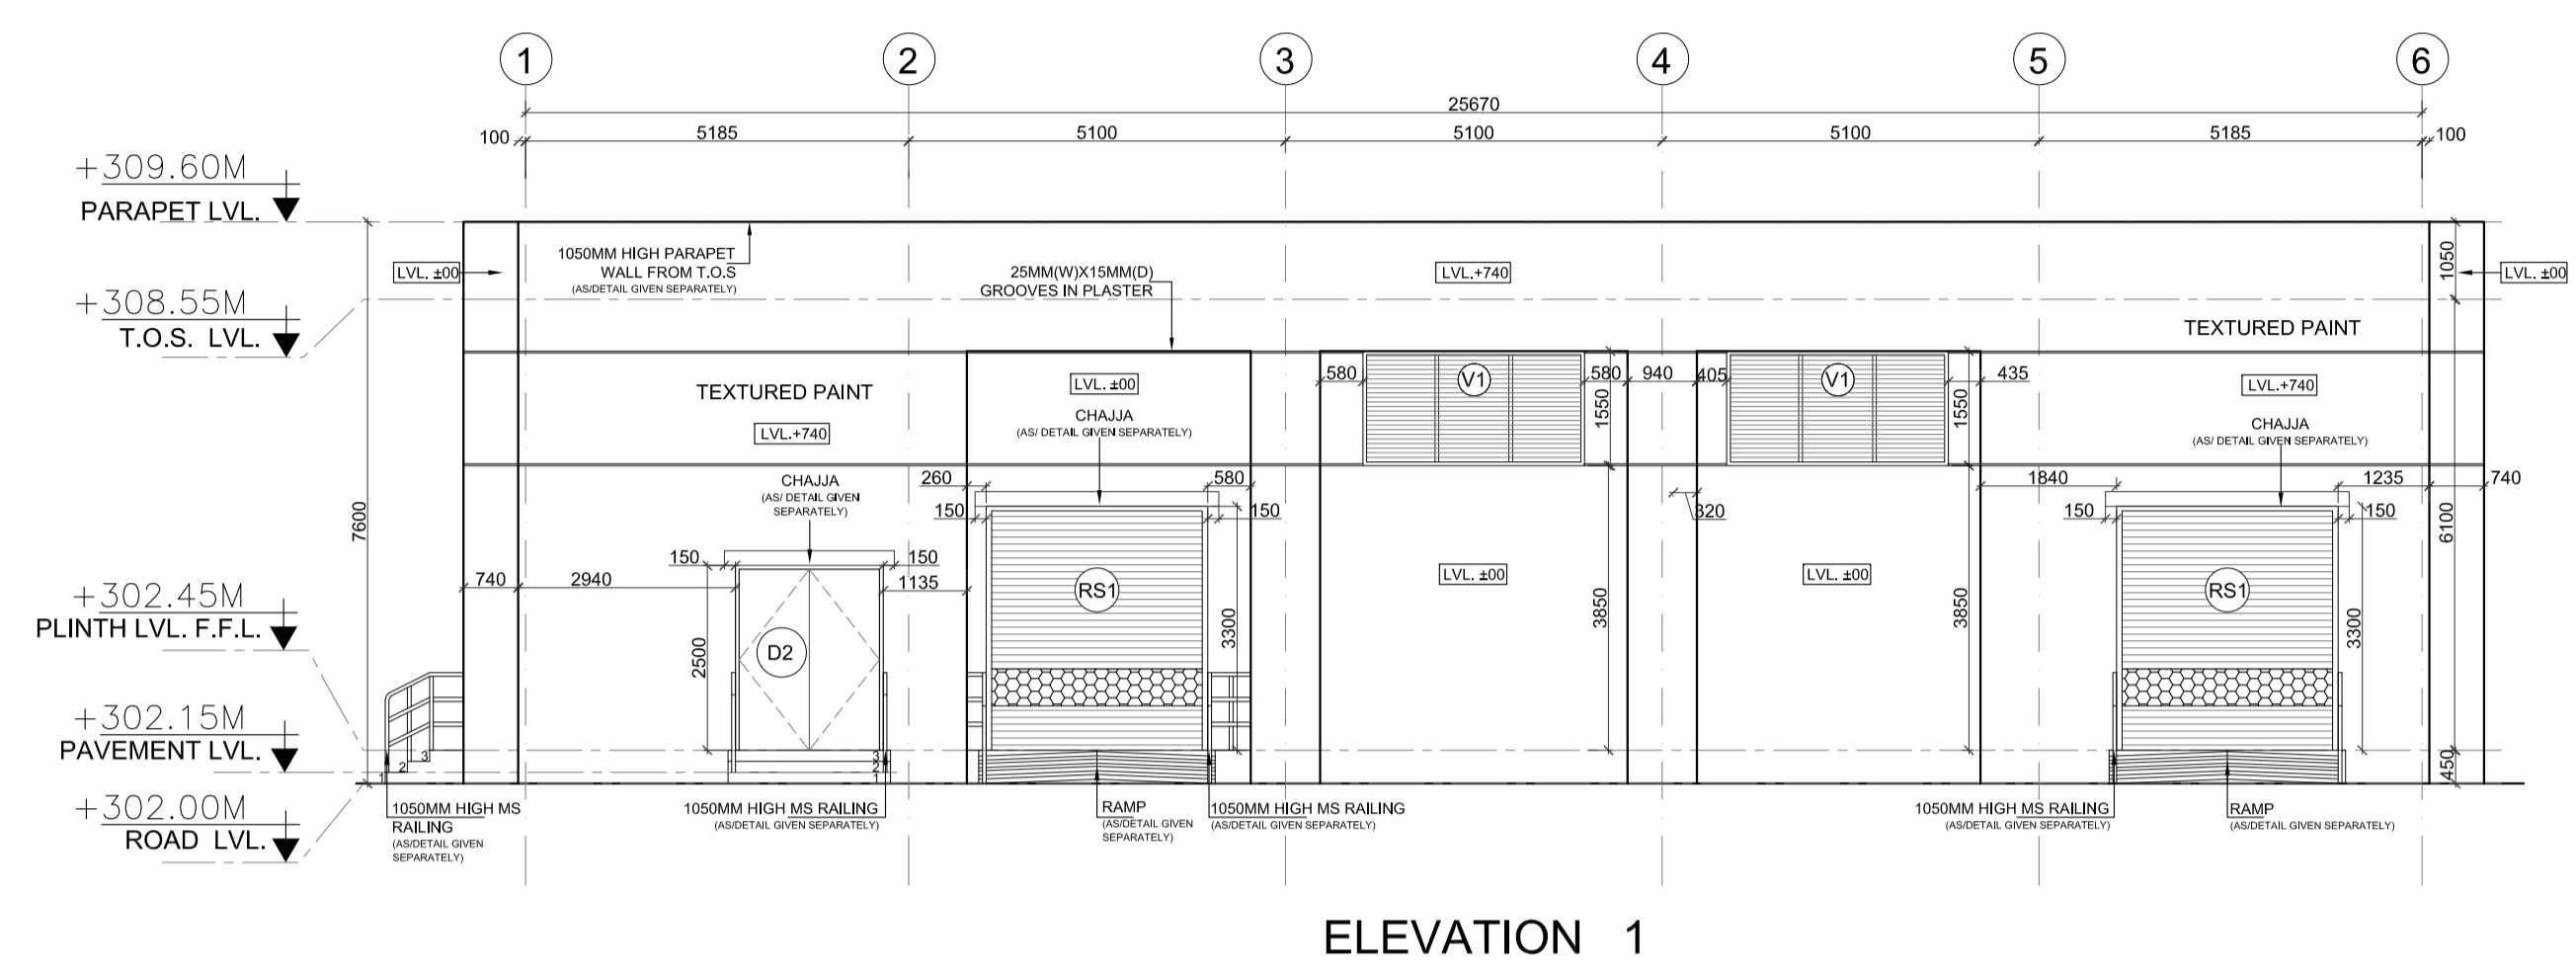 1 2 3 4 5 6
25670
100 5185 5100 5100 5100 5185 100
+309.60M
PARAPET LVL.
1050MM HIGH PARAPET
WALL FROM T.O.S
(AS/DETAIL GIVEN SEPARATELY)
LVL. ±00
25MM(W)X15MM(D)
GROOVES IN PLASTER
LVL.+740
1050
LVL. ±00
+308.55M
T.O.S. LVL.
TEXTURED PAINT
TEXTURED PAINT
LVL.+740
LVL. ±00
CHAJJA
(AS/ DETAIL GIVEN SEPARATELY)
580 V1 580 940 405 V1 435
1550 1550
LVL.+740
CHAJJA
(AS/ DETAIL GIVEN SEPARATELY)
CHAJJA
(AS/ DETAIL GIVEN
SEPARATELY)
260 580 1840 1235 740
150 150 320 150 150
7600
6100
150 150
740 2940 1135
RS1
LVL. ±00
LVL. ±00
RS1
+302.45M
PLINTH LVL. F.F.L.
2500
D2
3300 3850 3850 3300
+302.15M
PAVEMENT LVL.
1 2 3
3
2
1
450
+302.00M
ROAD LVL.
1050MM HIGH MS
RAILING
(AS/DETAIL GIVEN
SEPARATELY)
1050MM HIGH MS RAILING
(AS/DETAIL GIVEN SEPARATELY)
RAMP
(AS/DETAIL GIVEN
SEPARATELY)
1050MM HIGH MS RAILING
(AS/DETAIL GIVEN SEPARATELY)
1050MM HIGH MS RAILING
(AS/DETAIL GIVEN SEPARATELY)
RAMP
(AS/DETAIL GIVEN SEPARATELY)
ELEVATION 1